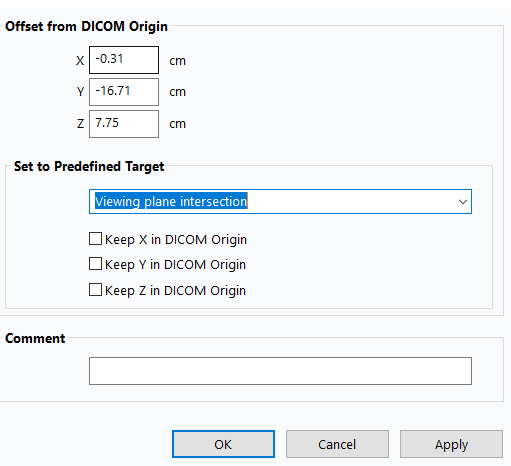 Offset from DICOM Origin
X -0.31 cm
Y -16.71 cm
Z 7.75 cm
Set to Predefined Target
Viewing plane intersection
Keep X in DICOM Origin
Keep Y in DICOM Origin
Keep Z in DICOM Origin
Comment
OK Cancel Apply